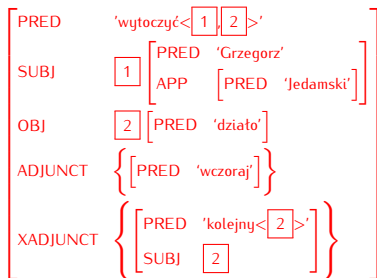 PRED 'wytoczyć< 1 , 2 >'
SUBJ 1 PRED 'Grzegorz'
APP PRED 'Jedamski'
OBJ 2 PRED 'działo'
ADJUNCT PRED 'wczoraj'
XADJUNCT PRED 'kolejny< 2 >'
SUBJ 2